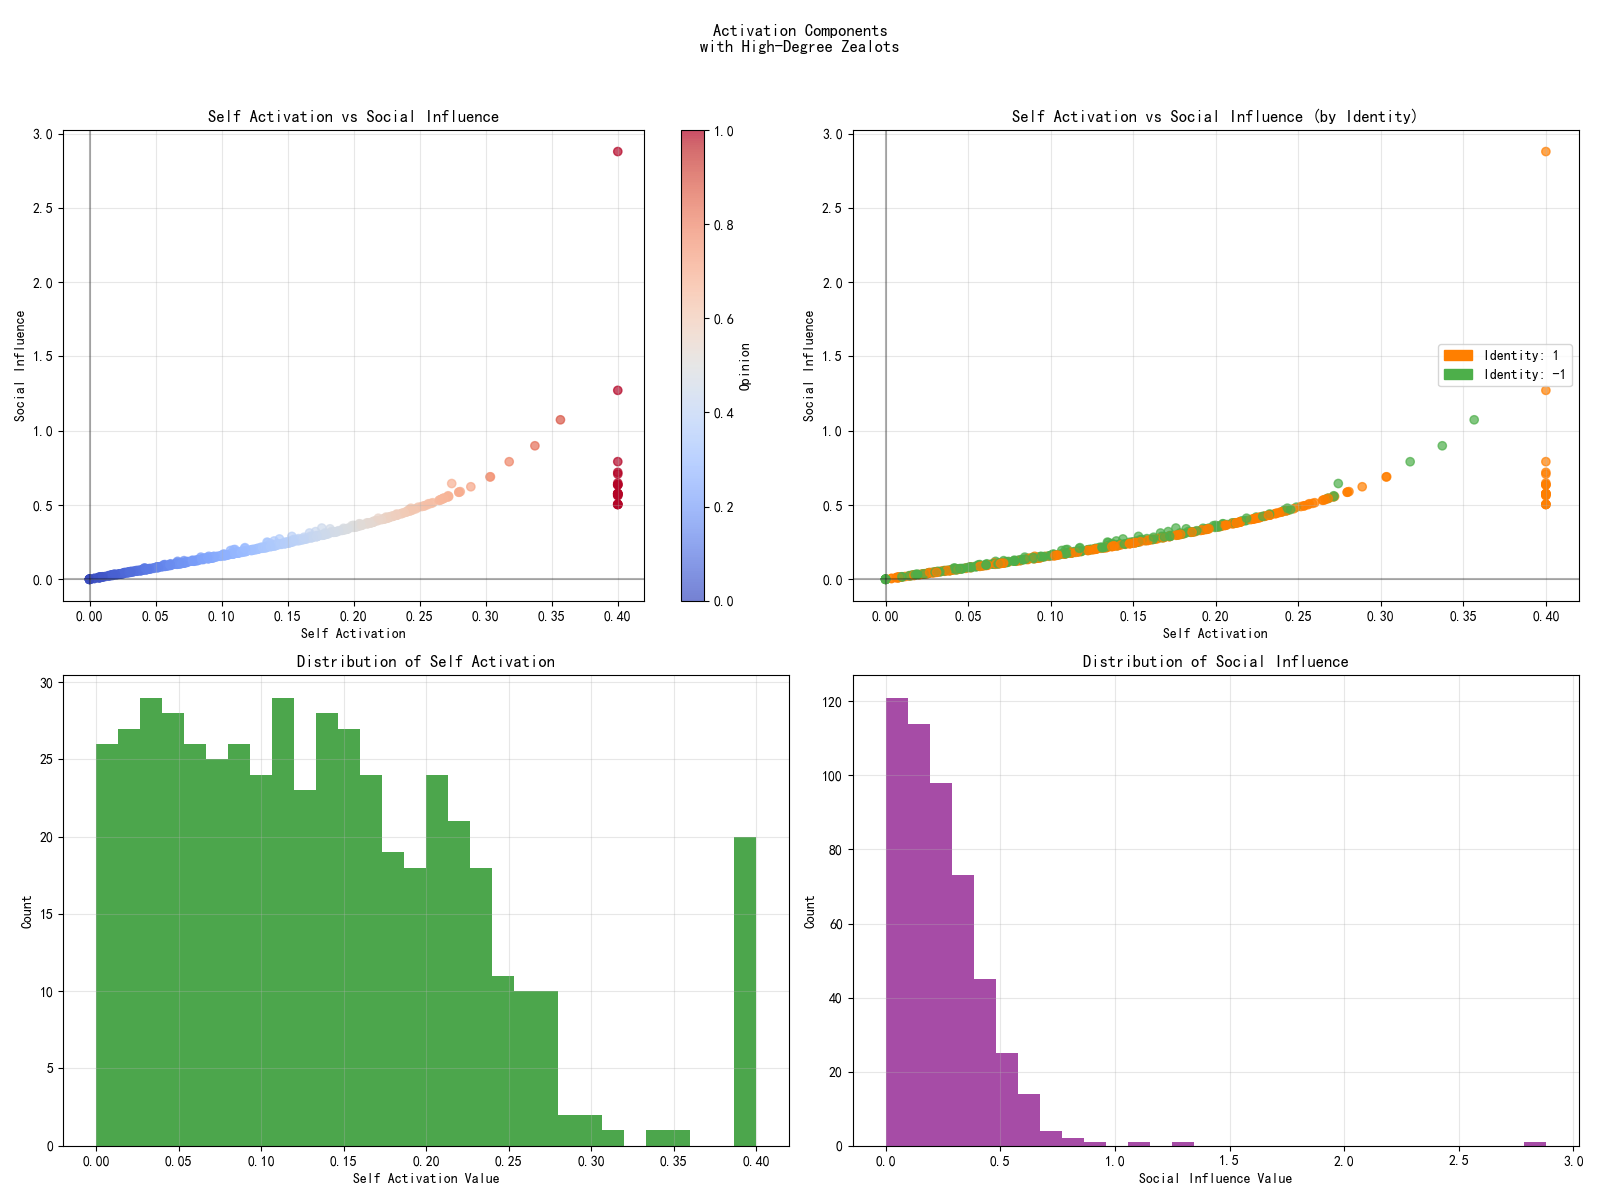 Activation Components
with High-Degree Zealots
Self Activation vs Social Influence
Social Influence
3.0
2.5
2.0
1.5
1.0
0.5
0.0
0.00 0.05 0.10 0.15 0.20 0.25 0.30 0.35 0.40
Self Activation
1.0
0.8
0.6
0.4
0.2
0.0
Opinion
Self Activation vs Social Influence (by Identity)
Social Influence
3.0
2.5
2.0
1.5
1.0
0.5
0.0
Identity: 1
Identity: -1
0.00 0.05 0.10 0.15 0.20 0.25 0.30 0.35 0.40
Self Activation
Distribution of Self Activation
Count
30
25
20
15
10
5
0
0.00 0.05 0.10 0.15 0.20 0.25 0.30 0.35 0.40
Self Activation Value
Distribution of Social Influence
Count
120
100
80
60
40
20
0
0.0 0.5 1.0 1.5 2.0 2.5 3.0
Social Influence Value